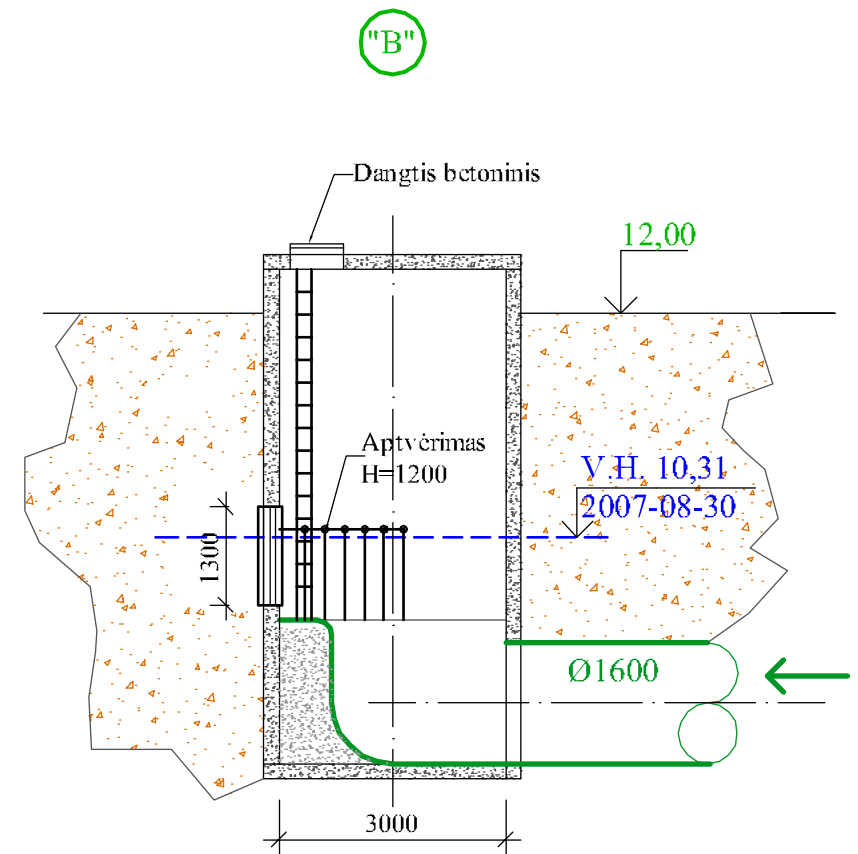 "B"
Dangtis betoninis
12,00
Aptvėrimas
H=1200
V.H. 10,31
2007-08-30
1300
Ø1600
3000